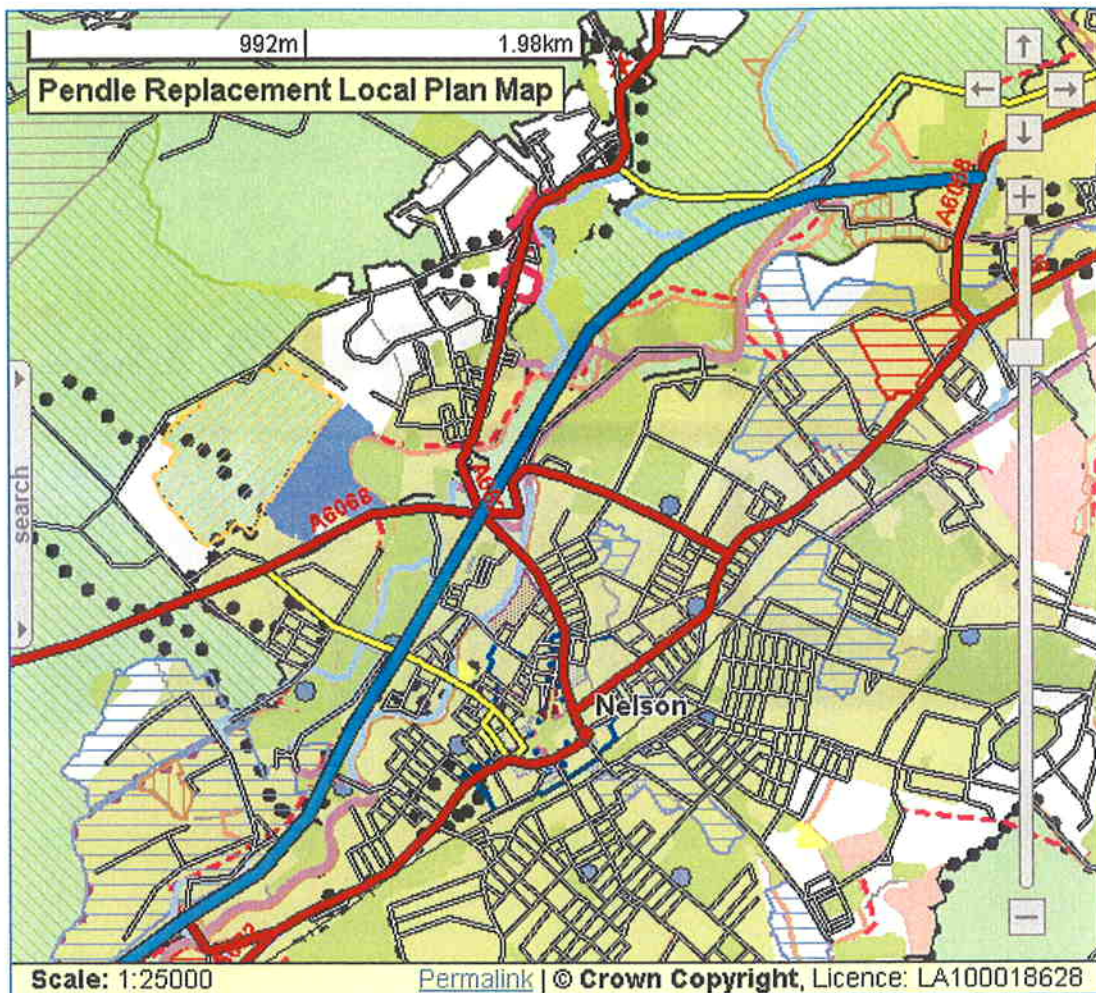 992m 1.98km
Pendle Replacement Local Plan Map
A6068
search
A6068
Nelson
Scale: 1:25000 Permalink | © Crown Copyright, Licence: LA100018628